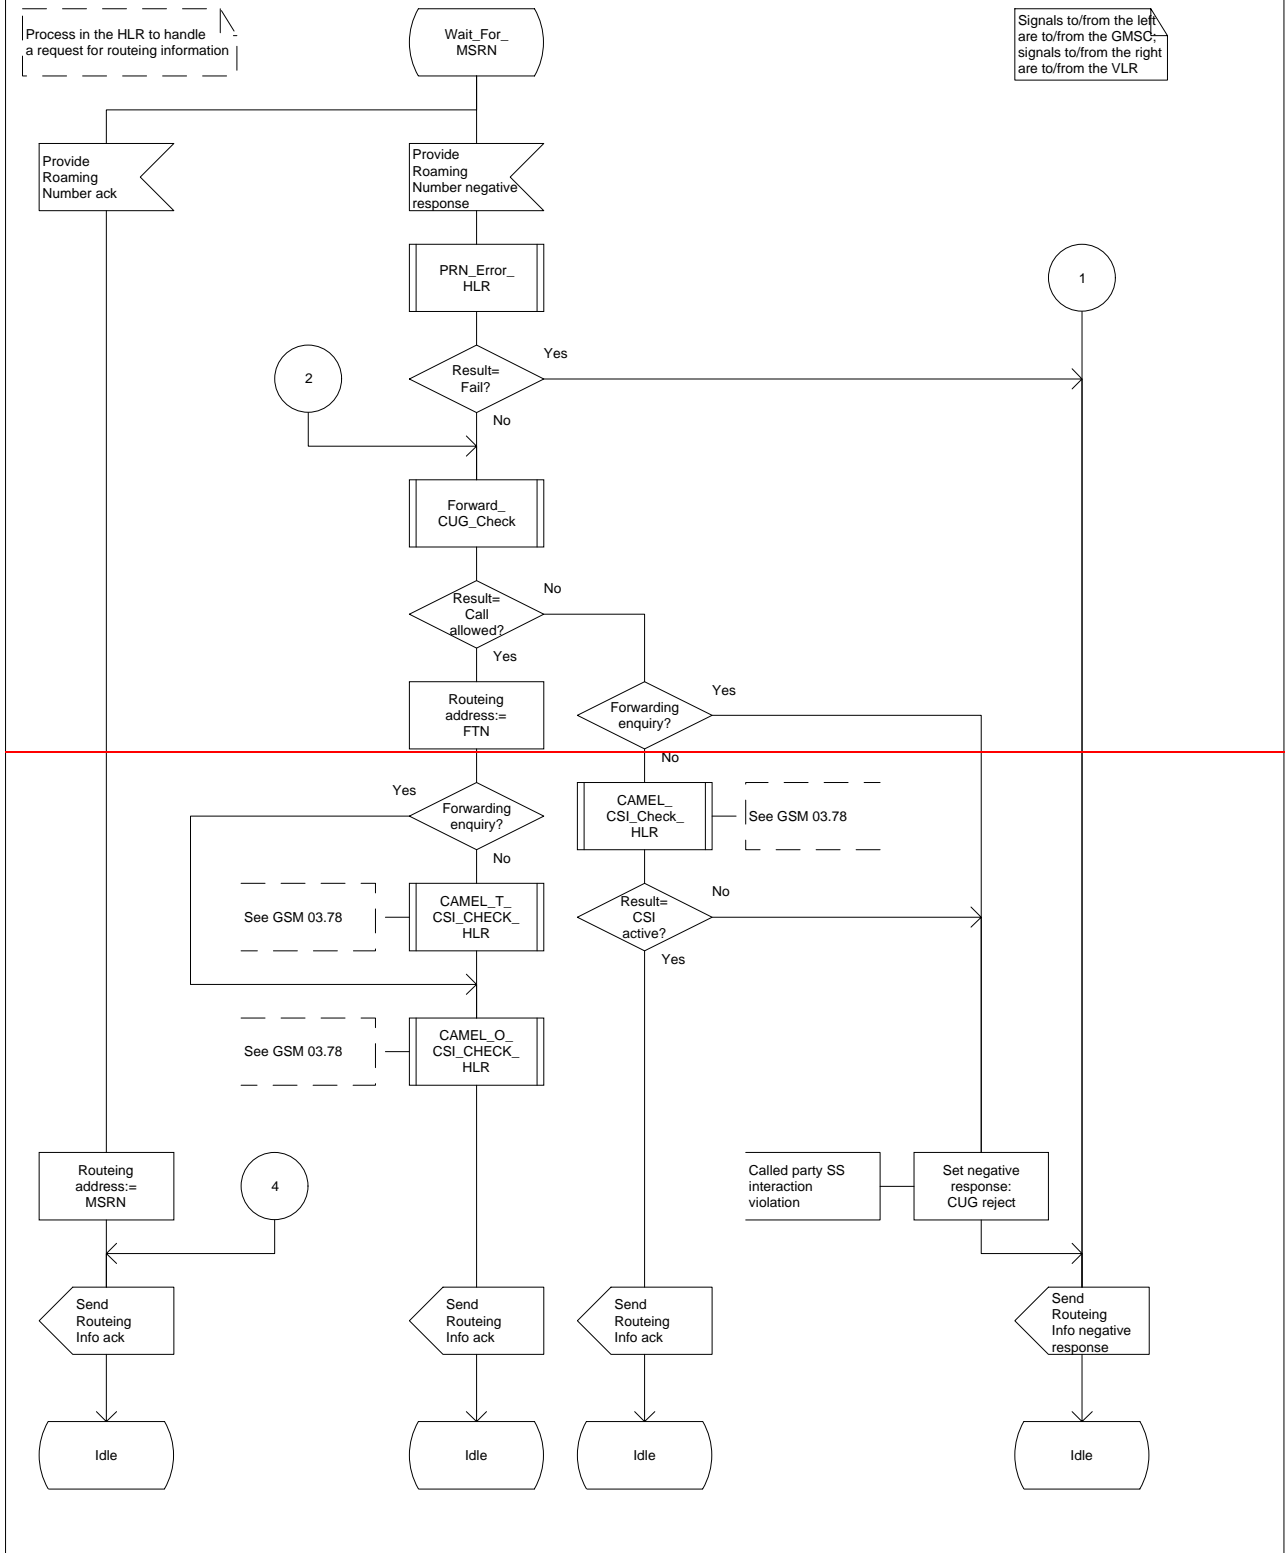 Process in the HLR to handle
a request for routeing information
Wait_For_
MSRN
Signals to/from the left
are to/from the GMSC;
signals to/from the right
are to/from the VLR
Provide
Roaming
Number ack
Provide
Roaming
Number negative
response
PRN_Error_
HLR
1
Yes
2
Result=
Fail?
No
Forward_
CUG_Check
No
Result=
Call
allowed?
Yes
Yes
Routeing
address:=
FTN
Forwarding
enquiry?
No
Yes
Forwarding
enquiry?
CAMEL_
CSI_Check_
HLR
See GSM 03.78
No
No
See GSM 03.78
CAMEL_T_
CSI_CHECK_
HLR
Result=
CSI
active?
Yes
See GSM 03.78
CAMEL_O_
CSI_CHECK_
HLR
Routeing
address:=
MSRN
4
Called party SS
interaction
violation
Set negative
response:
CUG reject
Send
Routeing
Info ack
Send
Routeing
Info ack
Send
Routeing
Info ack
Send
Routeing
Info negative
response
Idle
Idle
Idle
Idle